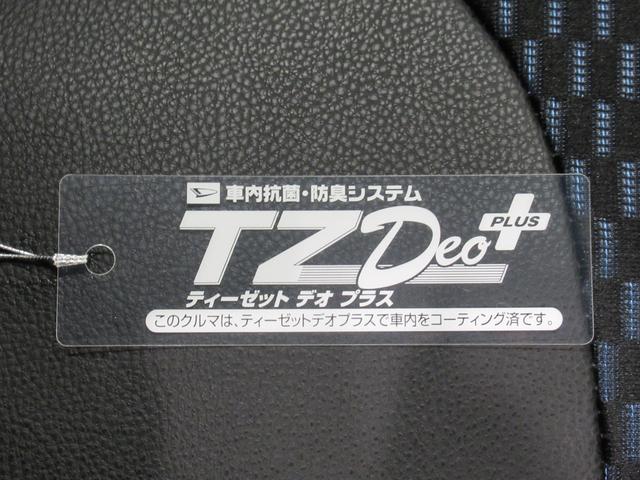 車内抗菌・防臭システム
TZ Deo PLUS
ティーゼット デオ プラス
このクルマは、ティーゼットデオプラスで車内をコーティング済です。